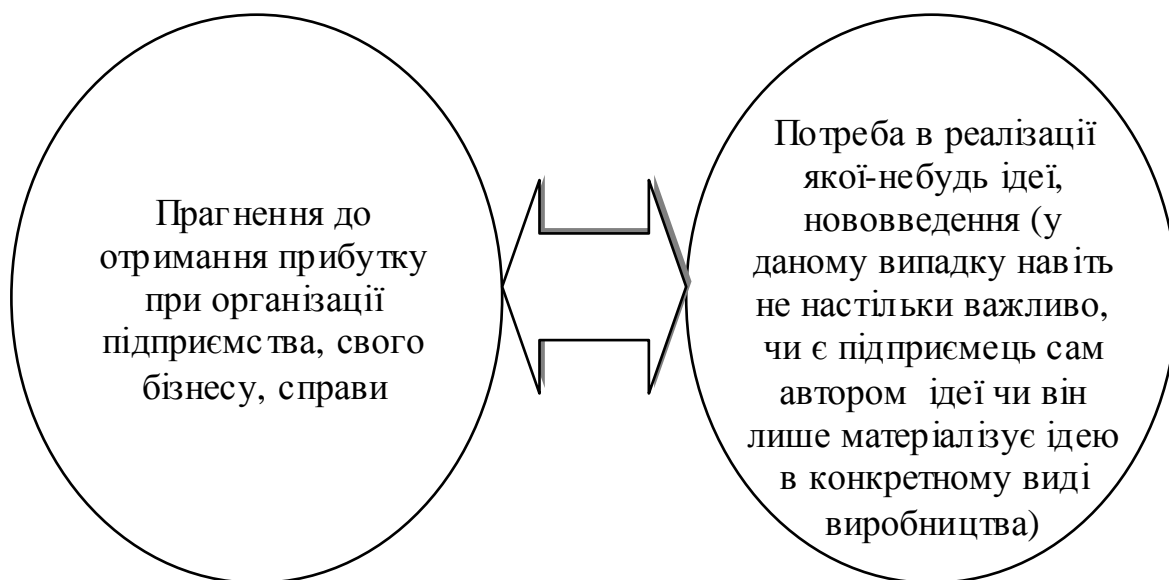 Прагнення до
отримання прибутку
при організації
підприємства, свого
бізнесу, справи
Потреба в реалізації
якої-небудь ідеї,
нововведення (у
даному випадку навіть
не настільки важливо,
чи є підприємець сам
автором ідеї чи він
лише матеріалізує ідею
в конкретному виді
виробництва)